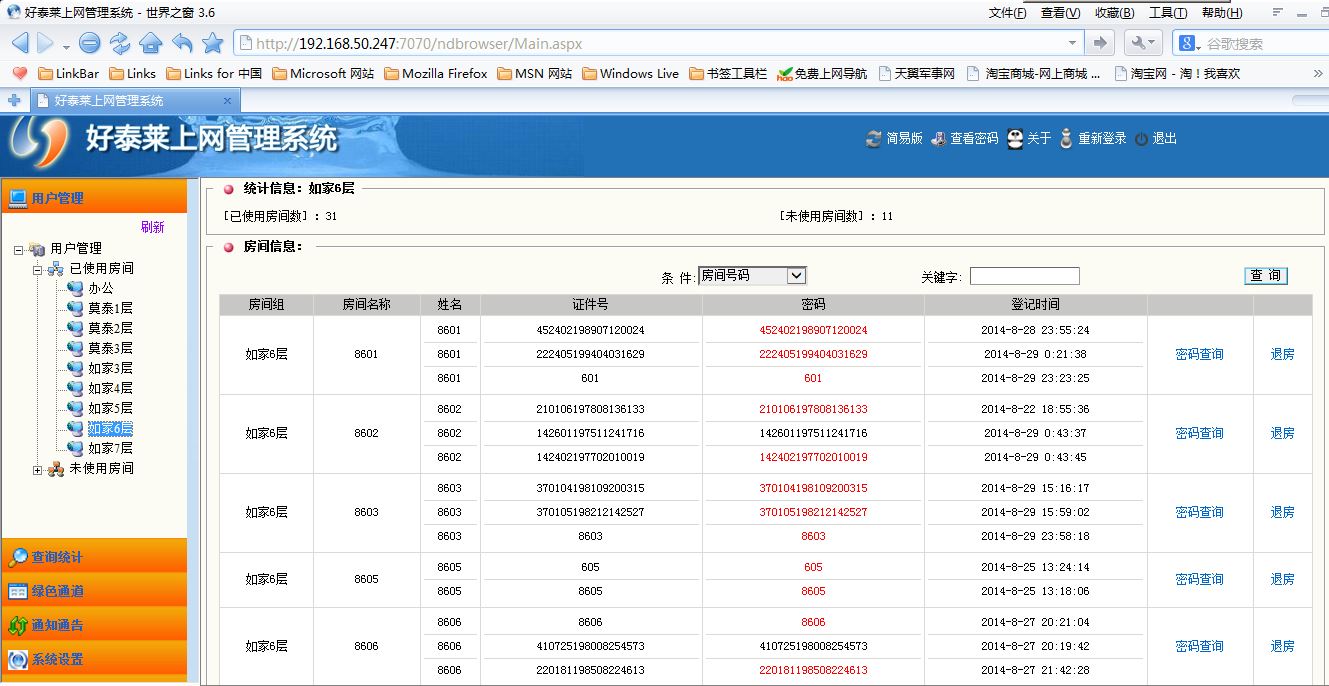 好泰莱上网管理系统 - 世界之窗 3.6
文件(F) 查看(V) 收藏(B) 工具(T) 帮助(H)
http://192.168.50.247:7070/ndbrowser/Main.aspx
谷歌搜索
LinkBar Links Links for 中国 Microsoft 网站 Mozilla Firefox MSN 网站 Windows Live 书签工具栏 免费上网导航 天翼军事网 淘宝商城-网上商城 ... 淘宝网 - 淘！我喜欢
好泰莱上网管理系统
好泰莱上网管理系统
简易版 查看密码 关于 重新登录 退出
用户管理
刷新
用户管理
已使用房间
办公
莫泰1层
莫泰2层
莫泰3层
如家3层
如家4层
如家5层
如家6层
如家7层
未使用房间
查询统计
绿色通道
通知通告
系统设置
统计信息：如家6层
[已使用房间数] : 31 [未使用房间数] : 11
房间信息：
条 件: 房间号码 关键字: 查 询
房间组 房间名称 姓名 证件号 密码 登记时间
如家6层 8601 密码查询 退房
8601 452402198907120024 452402198907120024 2014-8-28 23:55:24
8601 222405199404031629 222405199404031629 2014-8-29 0:21:38
8601 601 601 2014-8-29 23:23:25
如家6层 8602 密码查询 退房
8602 210106197808136133 210106197808136133 2014-8-22 18:55:36
8602 142601197511241716 142601197511241716 2014-8-29 0:43:37
8602 142402197702010019 142402197702010019 2014-8-29 0:43:45
如家6层 8603 密码查询 退房
8603 370104198109200315 370104198109200315 2014-8-29 15:16:17
8603 370105198212142527 370105198212142527 2014-8-29 15:59:02
8603 8603 8603 2014-8-29 23:58:18
如家6层 8605 密码查询 退房
8605 605 605 2014-8-25 13:24:14
8605 8605 8605 2014-8-25 13:18:06
如家6层 8606 密码查询 退房
8606 8606 8606 2014-8-27 20:21:04
8606 410725198008254573 410725198008254573 2014-8-27 20:19:42
8606 220181198508224613 220181198508224613 2014-8-27 21:42:28